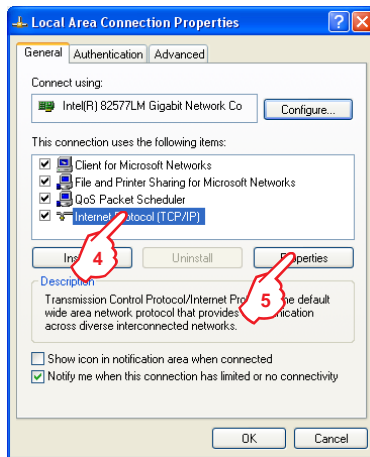 Local Area Connection Properties
General Authentication Advanced
Connect using:
Intel(R) 82577LM Gigabit Network Co Configure...
This connection uses the following items:
Client for Microsoft Networks
File and Printer Sharing for Microsoft Networks
QoS Packet Scheduler
Internet Protocol (TCP/IP)
4
Uninstall Properties
5
Description
Transmission Control Protocol/Internet default
wide area network protocol that provides
across diverse interconnected networks.
Show icon in notification area when connected
Notify me when this connection has limited or no connectivity
OK Cancel